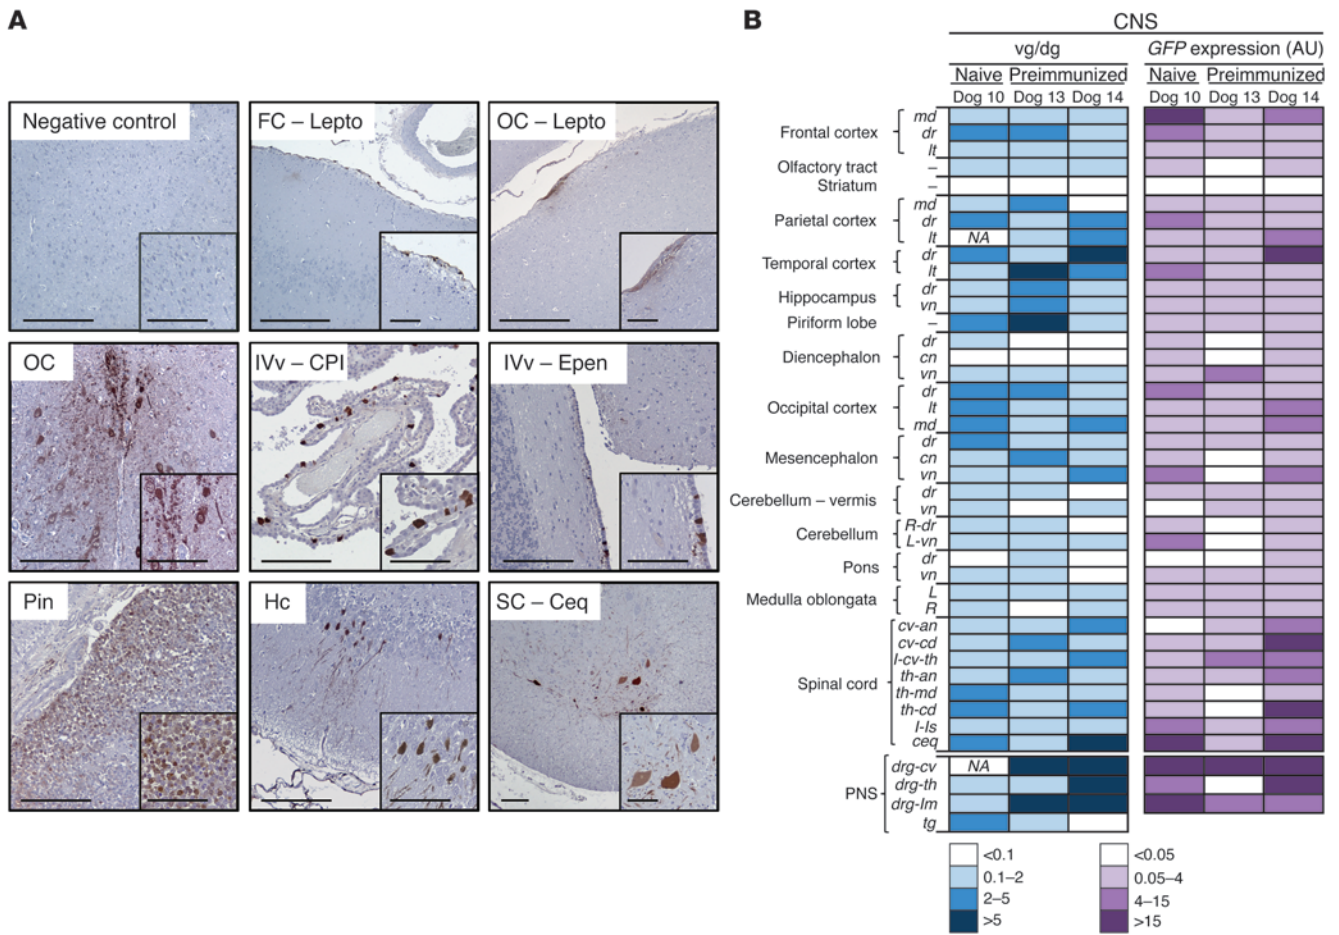 A
B
Negative control
FC – Lepto
OC – Lepto
OC
IVv – CPl
IVv – Epen
Pin
Hc
SC – Ceq
CNS
vg/dg
GFP expression (AU)
Naive Preimmunized
Naive Preimmunized
Dog 10 Dog 13 Dog 14
Dog 10 Dog 13 Dog 14
Frontal cortex
md
dr
lt
Olfactory tract –
Striatum –
Parietal cortex
md
dr
lt NA
Temporal cortex
dr
lt
Hippocampus
dr
vn
Piriform lobe –
Diencephalon
dr
cn
vn
Occipital cortex
dr
lt
md
Mesencephalon
dr
cn
vn
Cerebellum – vermis
dr
vn
Cerebellum
R-dr
L-vn
Pons
dr
vn
Medulla oblongata
L
R
Spinal cord
cv-an
cv-cd
l-cv-th
th-an
th-md
th-cd
l-ls
ceq
PNS
drg-cv NA
drg-th
drg-lm
tg
<0.1
0.1–2
2–5
>5
<0.05
0.05–4
4–15
>15